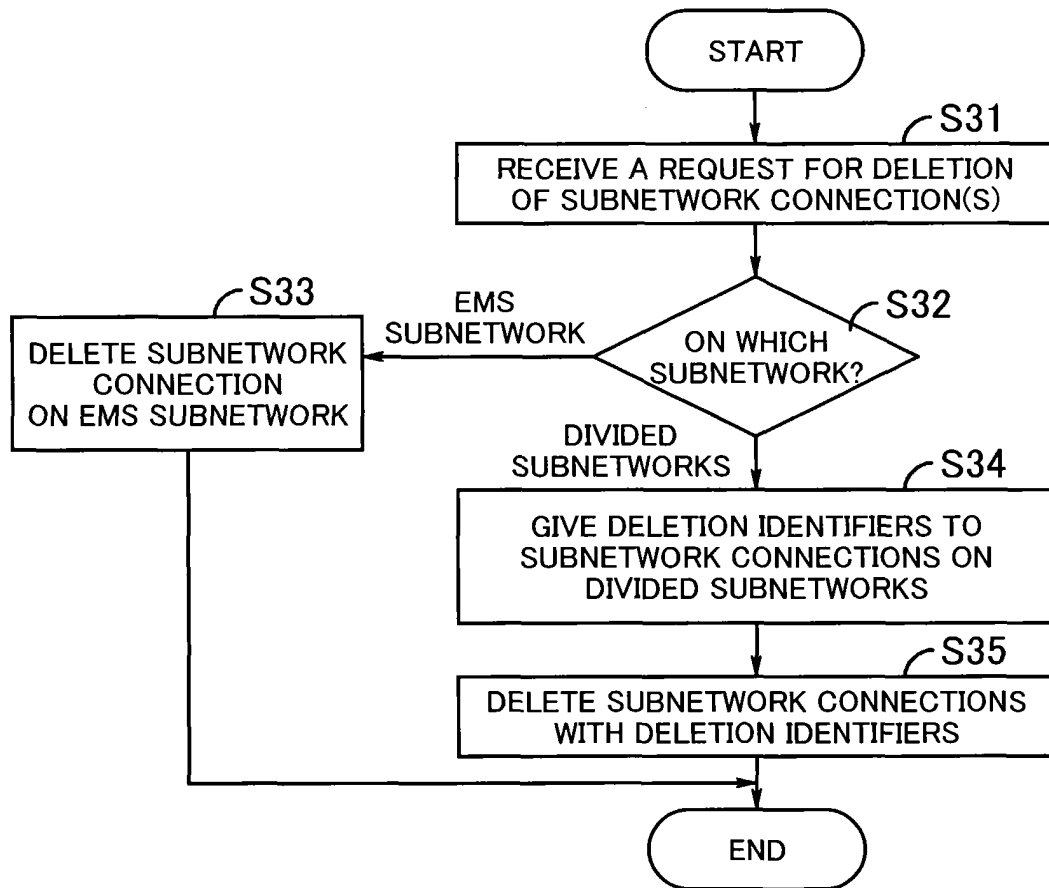 START
S31
RECEIVE A REQUEST FOR DELETION
OF SUBNETWORK CONNECTION(S)
S32
ON WHICH
SUBNETWORK?
EMS
SUBNETWORK
S33
DELETE SUBNETWORK
CONNECTION
ON EMS SUBNETWORK
DIVIDED
SUBNETWORKS
S34
GIVE DELETION IDENTIFIERS TO
SUBNETWORK CONNECTIONS ON
DIVIDED SUBNETWORKS
S35
DELETE SUBNETWORK CONNECTIONS
WITH DELETION IDENTIFIERS
END